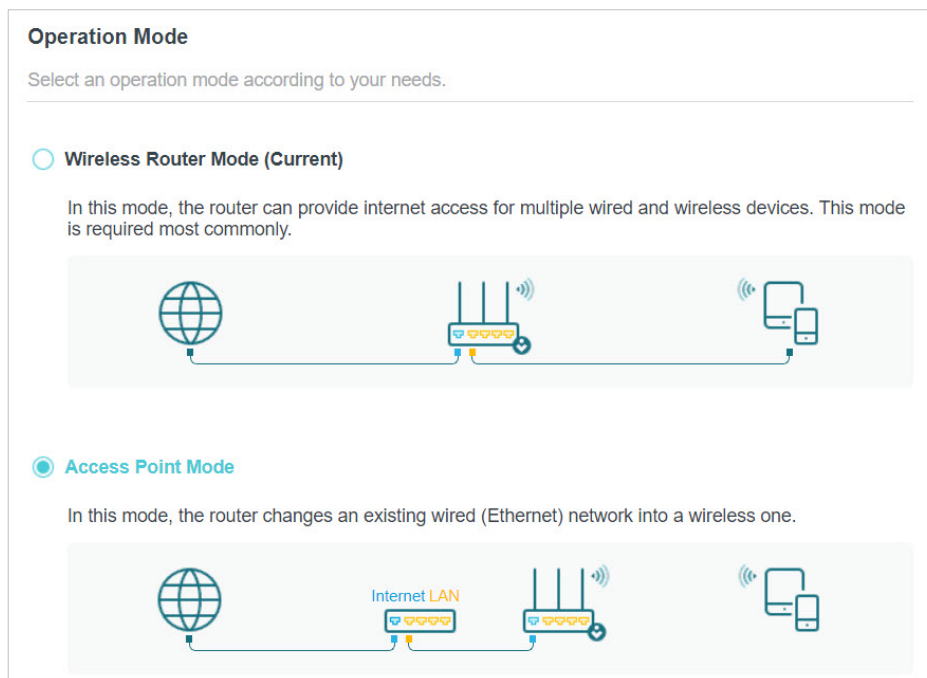 Operation Mode
Select an operation mode according to your needs.
Wireless Router Mode (Current)
In this mode, the router can provide internet access for multiple wired and wireless devices. This mode
is required most commonly.
Access Point Mode
In this mode, the router changes an existing wired (Ethernet) network into a wireless one.
Internet LAN